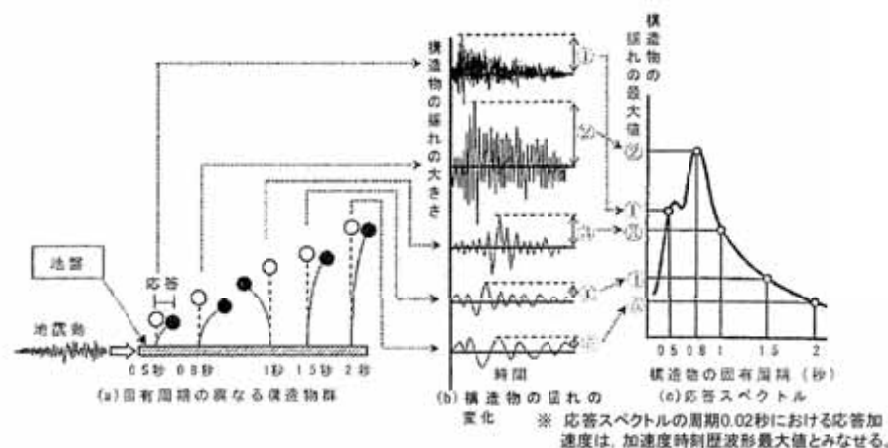 地盤
応答
地震動
0.5秒 0.8秒 1秒 1.5秒 2秒
(a)固有周期の異なる構造物群
構造物の揺れの大きさ
①
②
③
時間
(b)構造物の揺れの
変化
構造物の
揺れの最大値
②
①
③
0.5 0.8 1 1.5 2
構造物の固有周期(秒)
(c)応答スペクトル
※ 応答スペクトルの周期0.02秒における応答加
速度は,加速度時刻歴波形最大値とみなせる。